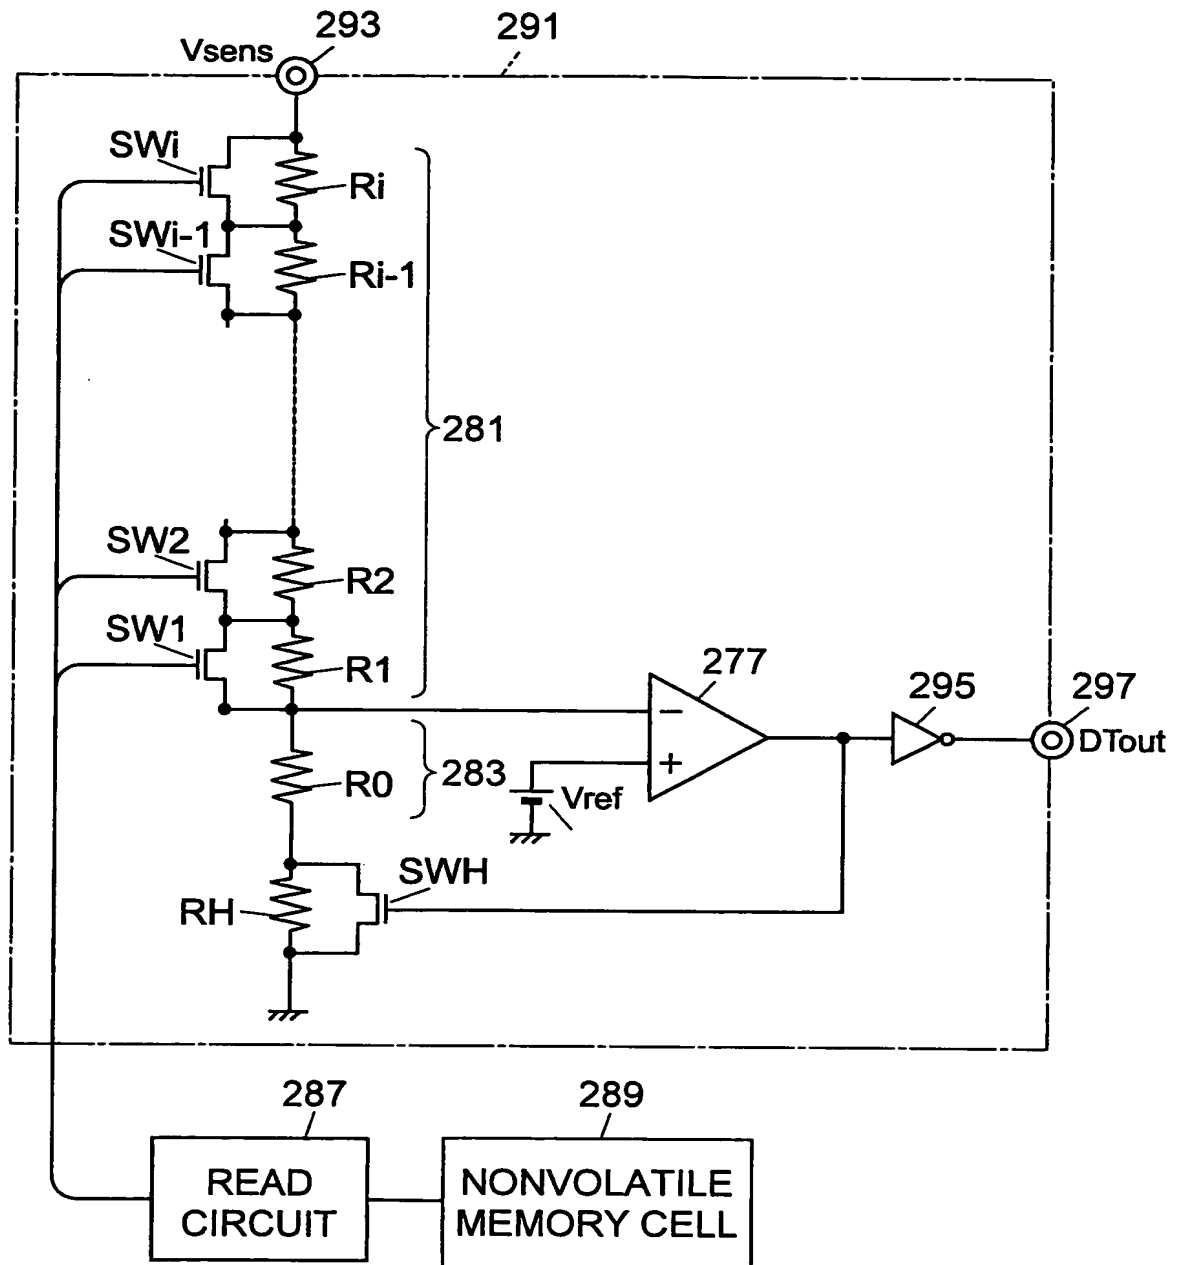 293
291
Vsens
SWi
Ri
SWi-1
Ri-1
281
SW2
R2
SW1
R1
277
295
297
DTout
R0
283
Vref
SWH
RH
287
289
READ
CIRCUIT
NONVOLATILE
MEMORY CELL